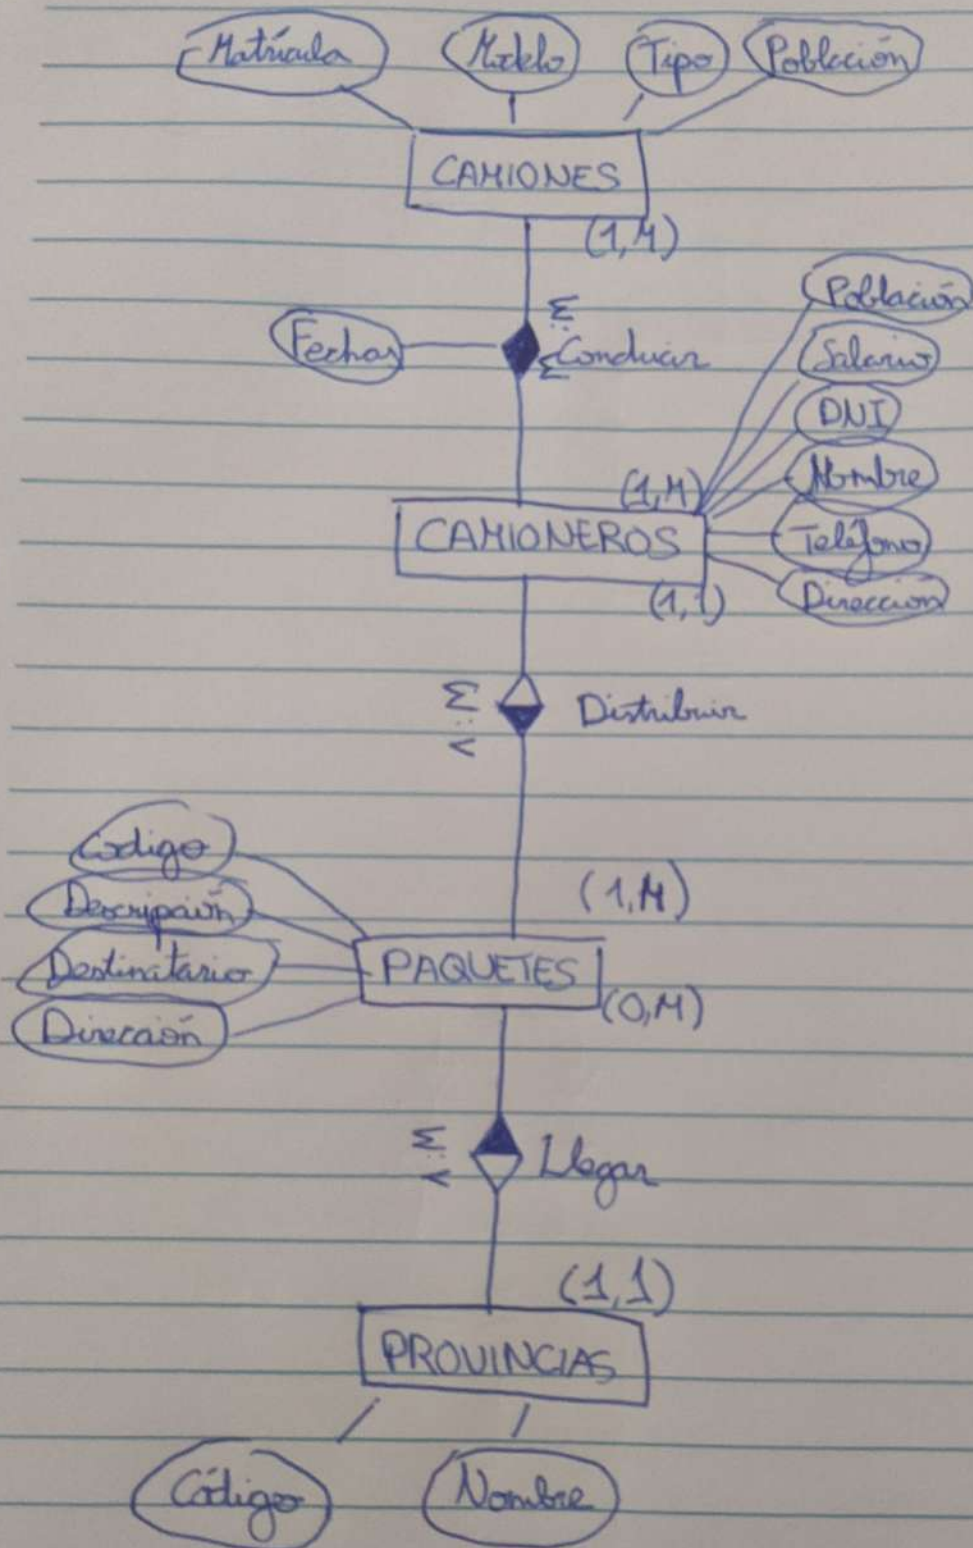 Matrícula Modelo Tipo Población
CAMIONES
(1,M)
M:M
Fechas Conducir
Población
Salario
DNI
Nombre
Teléfono
Dirección
(1,M)
CAMIONEROS
(1,1)
1:M Distribuir
Codigo
Descripción
Destinatario
Dirección
(1,M)
PAQUETES
(0,M)
1:M Llegar
(1,1)
PROVINCIAS
Código Nombre